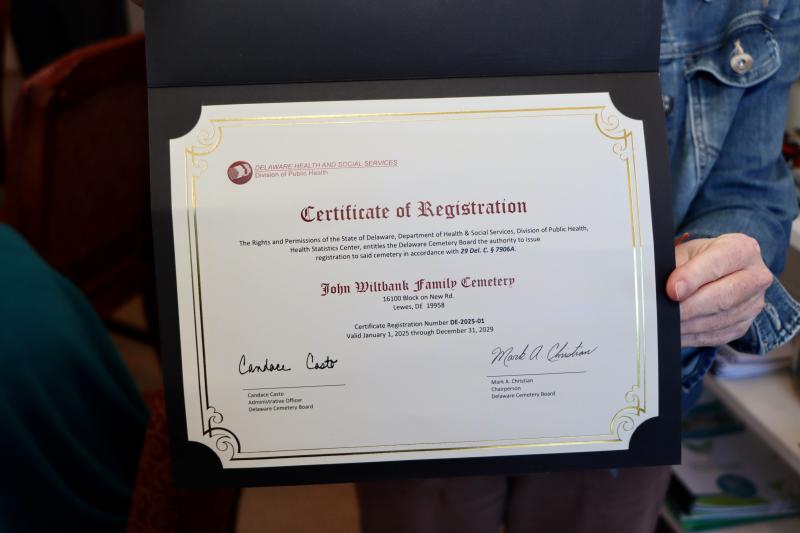 DELAWARE HEALTH AND SOCIAL SERVICES
Division of Public Health
Certificate of Registration
The Rights and Permissions of the State of Delaware, Department of Health & Social Services, Division of Public Health,
Health Statistics Center, entitles the Delaware Cemetery Board the authority to issue
registration to said cemetery in accordance with 29 Del. C. § 7906A.
John Wiltbank Family Cemetery
16100 Block on New Rd.
Lewes, DE 19958
Certificate Registration Number DE-2025-01
Valid January 1, 2025 through December 31, 2029
Candace Casto
Candace Casto
Administrative Officer
Delaware Cemetery Board
Mark A. Christian
Mark A. Christian
Chairperson
Delaware Cemetery Board